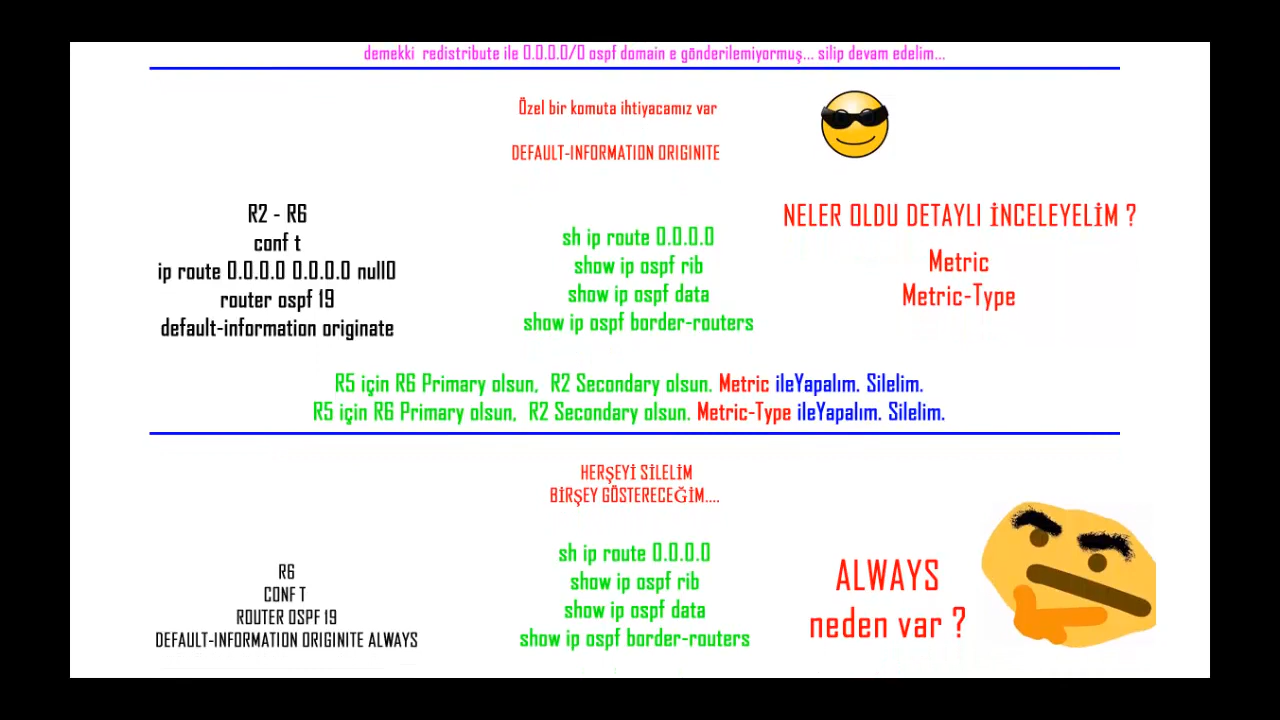 demekki redistribute ile 0.0.0.0/0 ospf domain e gönderilemiyormuş... silip devam edelim...
Özel bir komuta ihtiyacamız var
DEFAULT-INFORMATION ORIGINITE
R2 - R6
conf t
ip route 0.0.0.0 0.0.0.0 null0
router ospf 19
default-information originate
sh ip route 0.0.0.0
show ip ospf rib
show ip ospf data
show ip ospf border-routers
NELER OLDU DETAYLI İNCELEYELİM ?
Metric
Metric-Type
R5 için R6 Primary olsun, R2 Secondary olsun. Metric ileYapalım. Silelim.
R5 için R6 Primary olsun, R2 Secondary olsun. Metric-Type ileYapalım. Silelim.
HERŞEYİ SİLELİM
BİRŞEY GÖSTERECEĞİM....
R6
CONF T
ROUTER OSPF 19
DEFAULT-INFORMATION ORIGINITE ALWAYS
sh ip route 0.0.0.0
show ip ospf rib
show ip ospf data
show ip ospf border-routers
ALWAYS
neden var ?